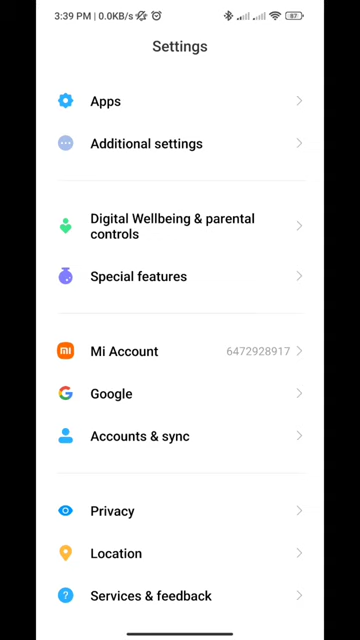 3:39 PM | 0.0KB/s
87
Settings
Apps
Additional settings
Digital Wellbeing & parental
controls
Special features
Mi Account
6472928917
Google
Accounts & sync
Privacy
Location
Services & feedback